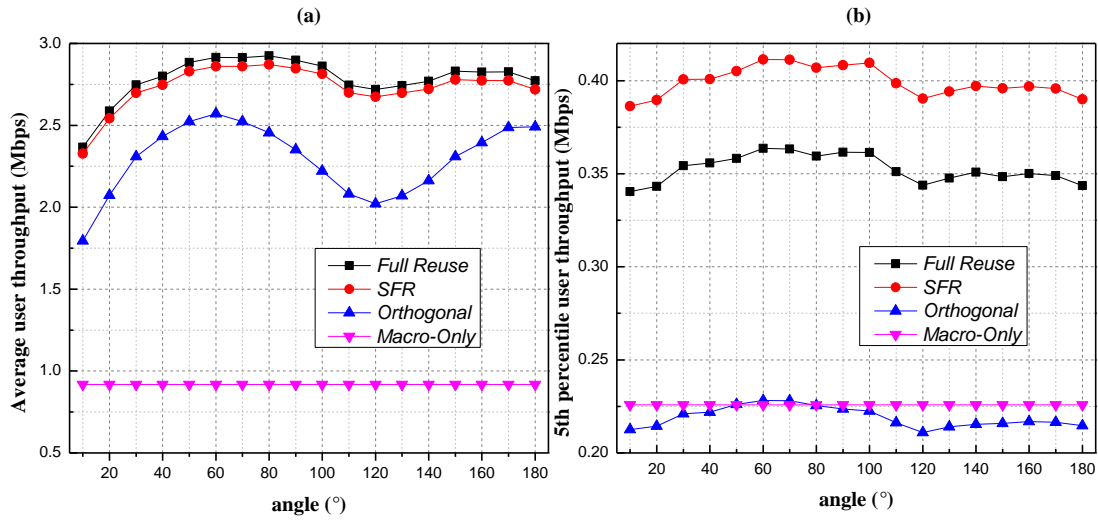 (a)
Average user throughput (Mbps)
3.0
2.5
2.0
1.5
1.0
0.5
Full Reuse
SFR
Orthogonal
Macro-Only
20 40 60 80 100 120 140 160 180
angle (°)
(b)
5th percentile user throughput (Mbps)
0.40
0.35
0.30
0.25
0.20
Full Reuse
SFR
Orthogonal
Macro-Only
20 40 60 80 100 120 140 160 180
angle (°)